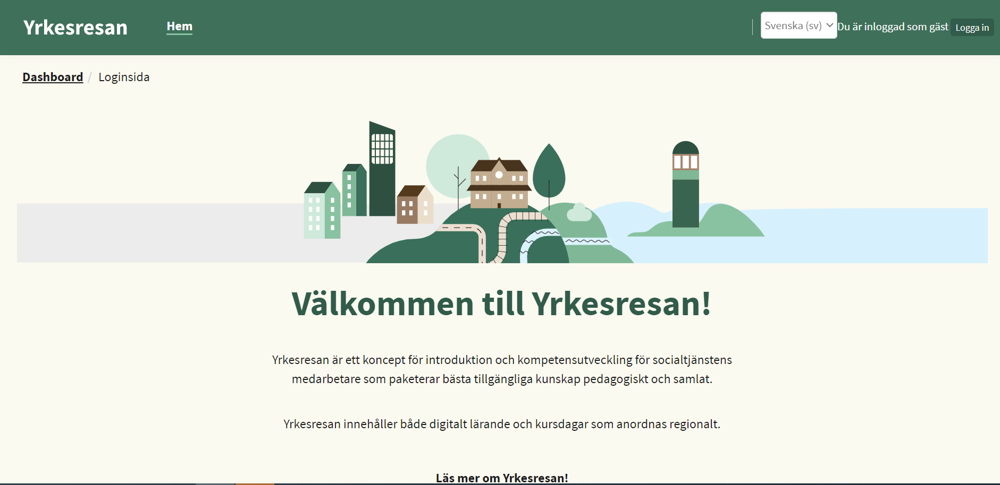 Yrkesresan
Hem
Svenska (sv)
Du är inloggad som gäst
Logga in
Dashboard / Loginsida
Välkommen till Yrkesresan!
Yrkesresan är ett koncept för introduktion och kompetensutveckling för socialtjänstens
medarbetare som paketerar bästa tillgängliga kunskap pedagogiskt och samlat.
Yrkesresan innehåller både digitalt lärande och kursdagar som anordnas regionalt.
Läs mer om Yrkesresan!